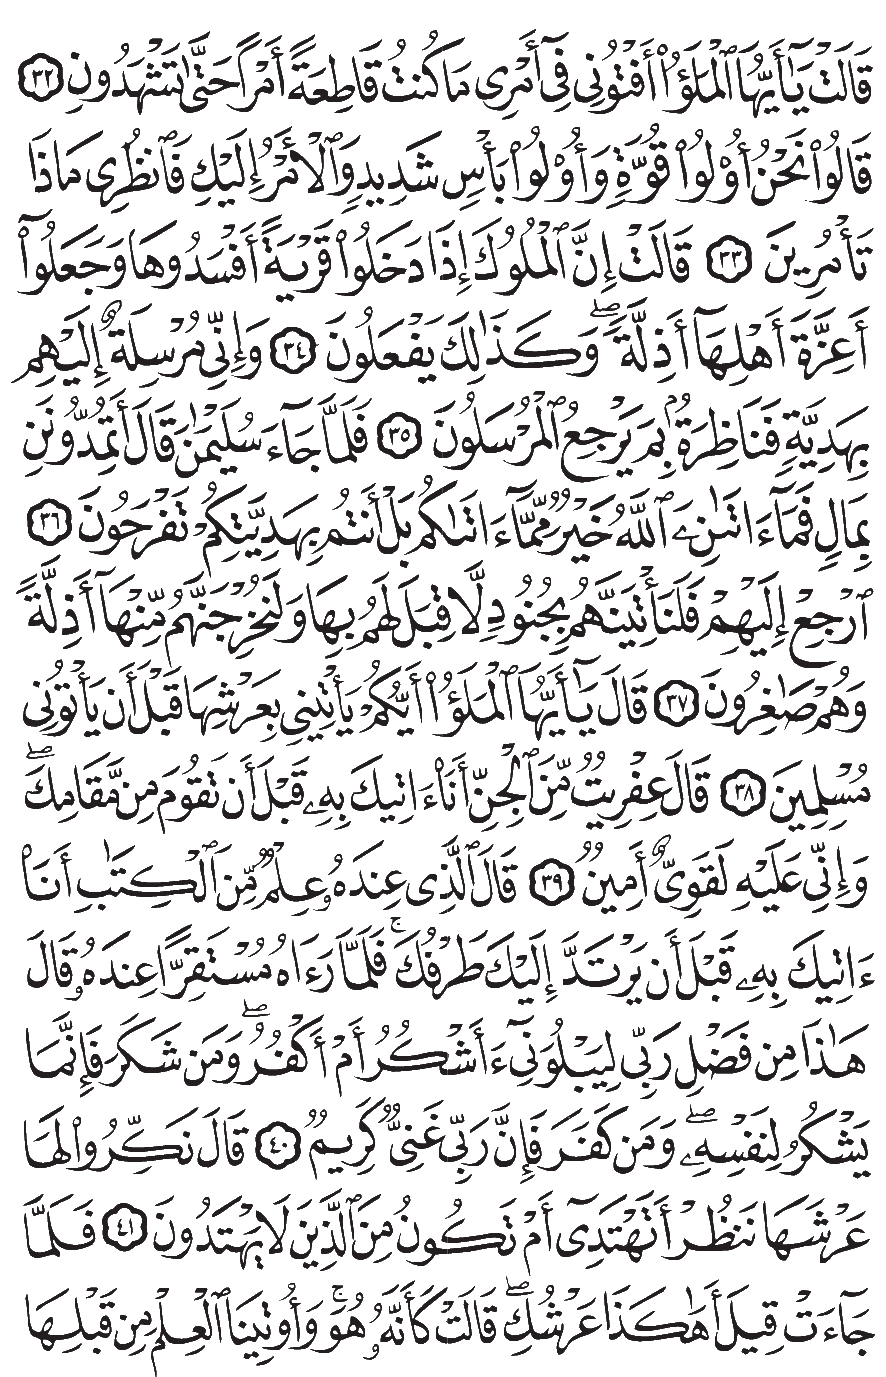 قَالَتْ يَٰٓأَيُّهَا ٱلْمَلَؤُا۟ أَفْتُونِى فِىٓ أَمْرِى مَا كُنتُ قَاطِعَةً أَمْرًا حَتَّىٰ تَشْهَدُونِ ٣٢
قَالُوا۟ نَحْنُ أُو۟لُوا۟ قُوَّةٍ وَأُو۟لُوا۟ بَأْسٍ شَدِيدٍ وَٱلْأَمْرُ إِلَيْكِ فَٱنظُرِى مَاذَا
تَأْمُرِينَ ٣٣ قَالَتْ إِنَّ ٱلْمُلُوكَ إِذَا دَخَلُوا۟ قَرْيَةً أَفْسَدُوهَا وَجَعَلُوٓا۟
أَعِزَّةَ أَهْلِهَآ أَذِلَّةً ۖ وَكَذَٰلِكَ يَفْعَلُونَ ٣٤ وَإِنِّى مُرْسِلَةٌ إِلَيْهِم
بِهَدِيَّةٍ فَنَاظِرَةٌۢ بِمَ يَرْجِعُ ٱلْمُرْسَلُونَ ٣٥ فَلَمَّا جَآءَ سُلَيْمَٰنَ قَالَ أَتُمِدُّونَنِ
بِمَالٍ فَمَآ ءَاتَىٰنِۦَ ٱللَّهُ خَيْرٌ مِّمَّآ ءَاتَىٰكُم بَلْ أَنتُم بِهَدِيَّتِكُمْ تَفْرَحُونَ ٣٦
ٱرْجِعْ إِلَيْهِمْ فَلَنَأْتِيَنَّهُم بِجُنُودٍ لَّا قِبَلَ لَهُم بِهَا وَلَنُخْرِجَنَّهُم مِّنْهَآ أَذِلَّةً
وَهُمْ صَٰغِرُونَ ٣٧ قَالَ يَٰٓأَيُّهَا ٱلْمَلَؤُا۟ أَيُّكُمْ يَأْتِينِى بِعَرْشِهَا قَبْلَ أَن يَأْتُونِى
مُسْلِمِينَ ٣٨ قَالَ عِفْرِيتٌ مِّنَ ٱلْجِنِّ أَنَا۠ ءَاتِيكَ بِهِۦ قَبْلَ أَن تَقُومَ مِن مَّقَامِكَ ۖ
وَإِنِّى عَلَيْهِ لَقَوِىٌّ أَمِينٌ ٣٩ قَالَ ٱلَّذِى عِندَهُۥ عِلْمٌ مِّنَ ٱلْكِتَٰبِ أَنَا۠
ءَاتِيكَ بِهِۦ قَبْلَ أَن يَرْتَدَّ إِلَيْكَ طَرْفُكَ ۚ فَلَمَّا رَءَاهُ مُسْتَقِرًّا عِندَهُۥ قَالَ
هَٰذَا مِن فَضْلِ رَبِّى لِيَبْلُوَنِىٓ ءَأَشْكُرُ أَمْ أَكْفُرُ ۖ وَمَن شَكَرَ فَإِنَّمَا
يَشْكُرُ لِنَفْسِهِۦ ۖ وَمَن كَفَرَ فَإِنَّ رَبِّى غَنِىٌّ كَرِيمٌ ٤٠ قَالَ نَكِّرُوا۟ لَهَا
عَرْشَهَا نَنظُرْ أَتَهْتَدِىٓ أَمْ تَكُونُ مِنَ ٱلَّذِينَ لَا يَهْتَدُونَ ٤١ فَلَمَّا
جَآءَتْ قِيلَ أَهَٰكَذَا عَرْشُكِ ۖ قَالَتْ كَأَنَّهُۥ هُوَ ۚ وَأُوتِينَا ٱلْعِلْمَ مِن قَبْلِهَا